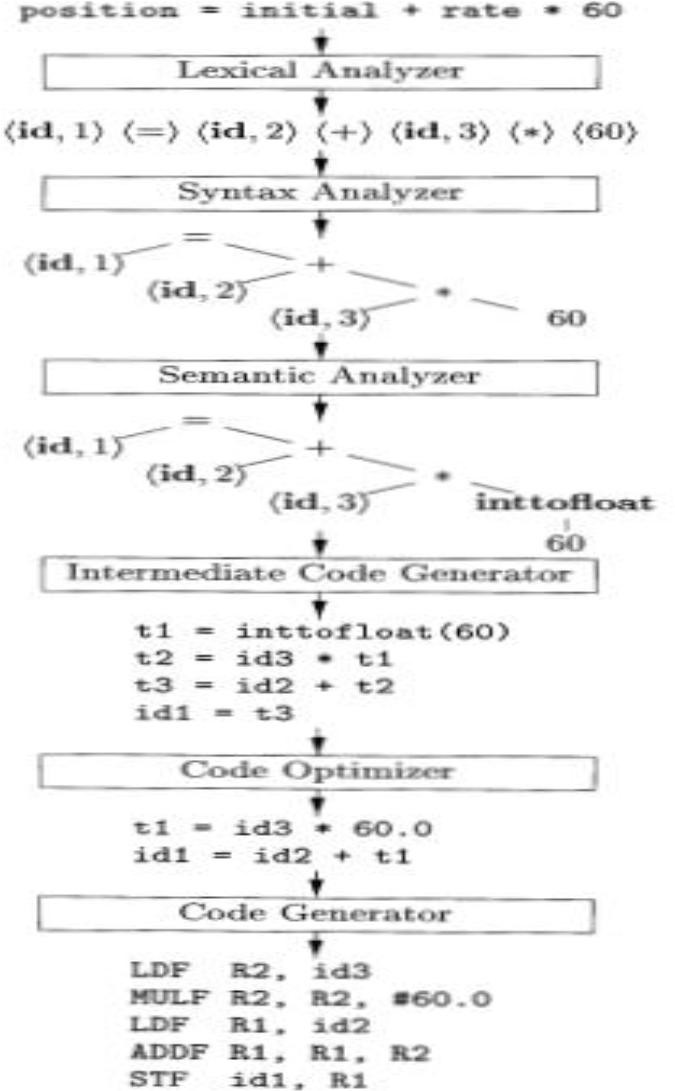 position = initial + rate * 60
Lexical Analyzer
⟨id, 1⟩ ⟨=⟩ ⟨id, 2⟩ ⟨+⟩ ⟨id, 3⟩ ⟨*⟩ ⟨60⟩
Syntax Analyzer
=
⟨id, 1⟩ +
⟨id, 2⟩ *
⟨id, 3⟩ 60
Semantic Analyzer
=
⟨id, 1⟩ +
⟨id, 2⟩ *
⟨id, 3⟩ inttofloat
60
Intermediate Code Generator
t1 = inttofloat(60)
t2 = id3 * t1
t3 = id2 + t2
id1 = t3
Code Optimizer
t1 = id3 * 60.0
id1 = id2 + t1
Code Generator
LDF R2, id3
MULF R2, R2, #60.0
LDF R1, id2
ADDF R1, R1, R2
STF id1, R1